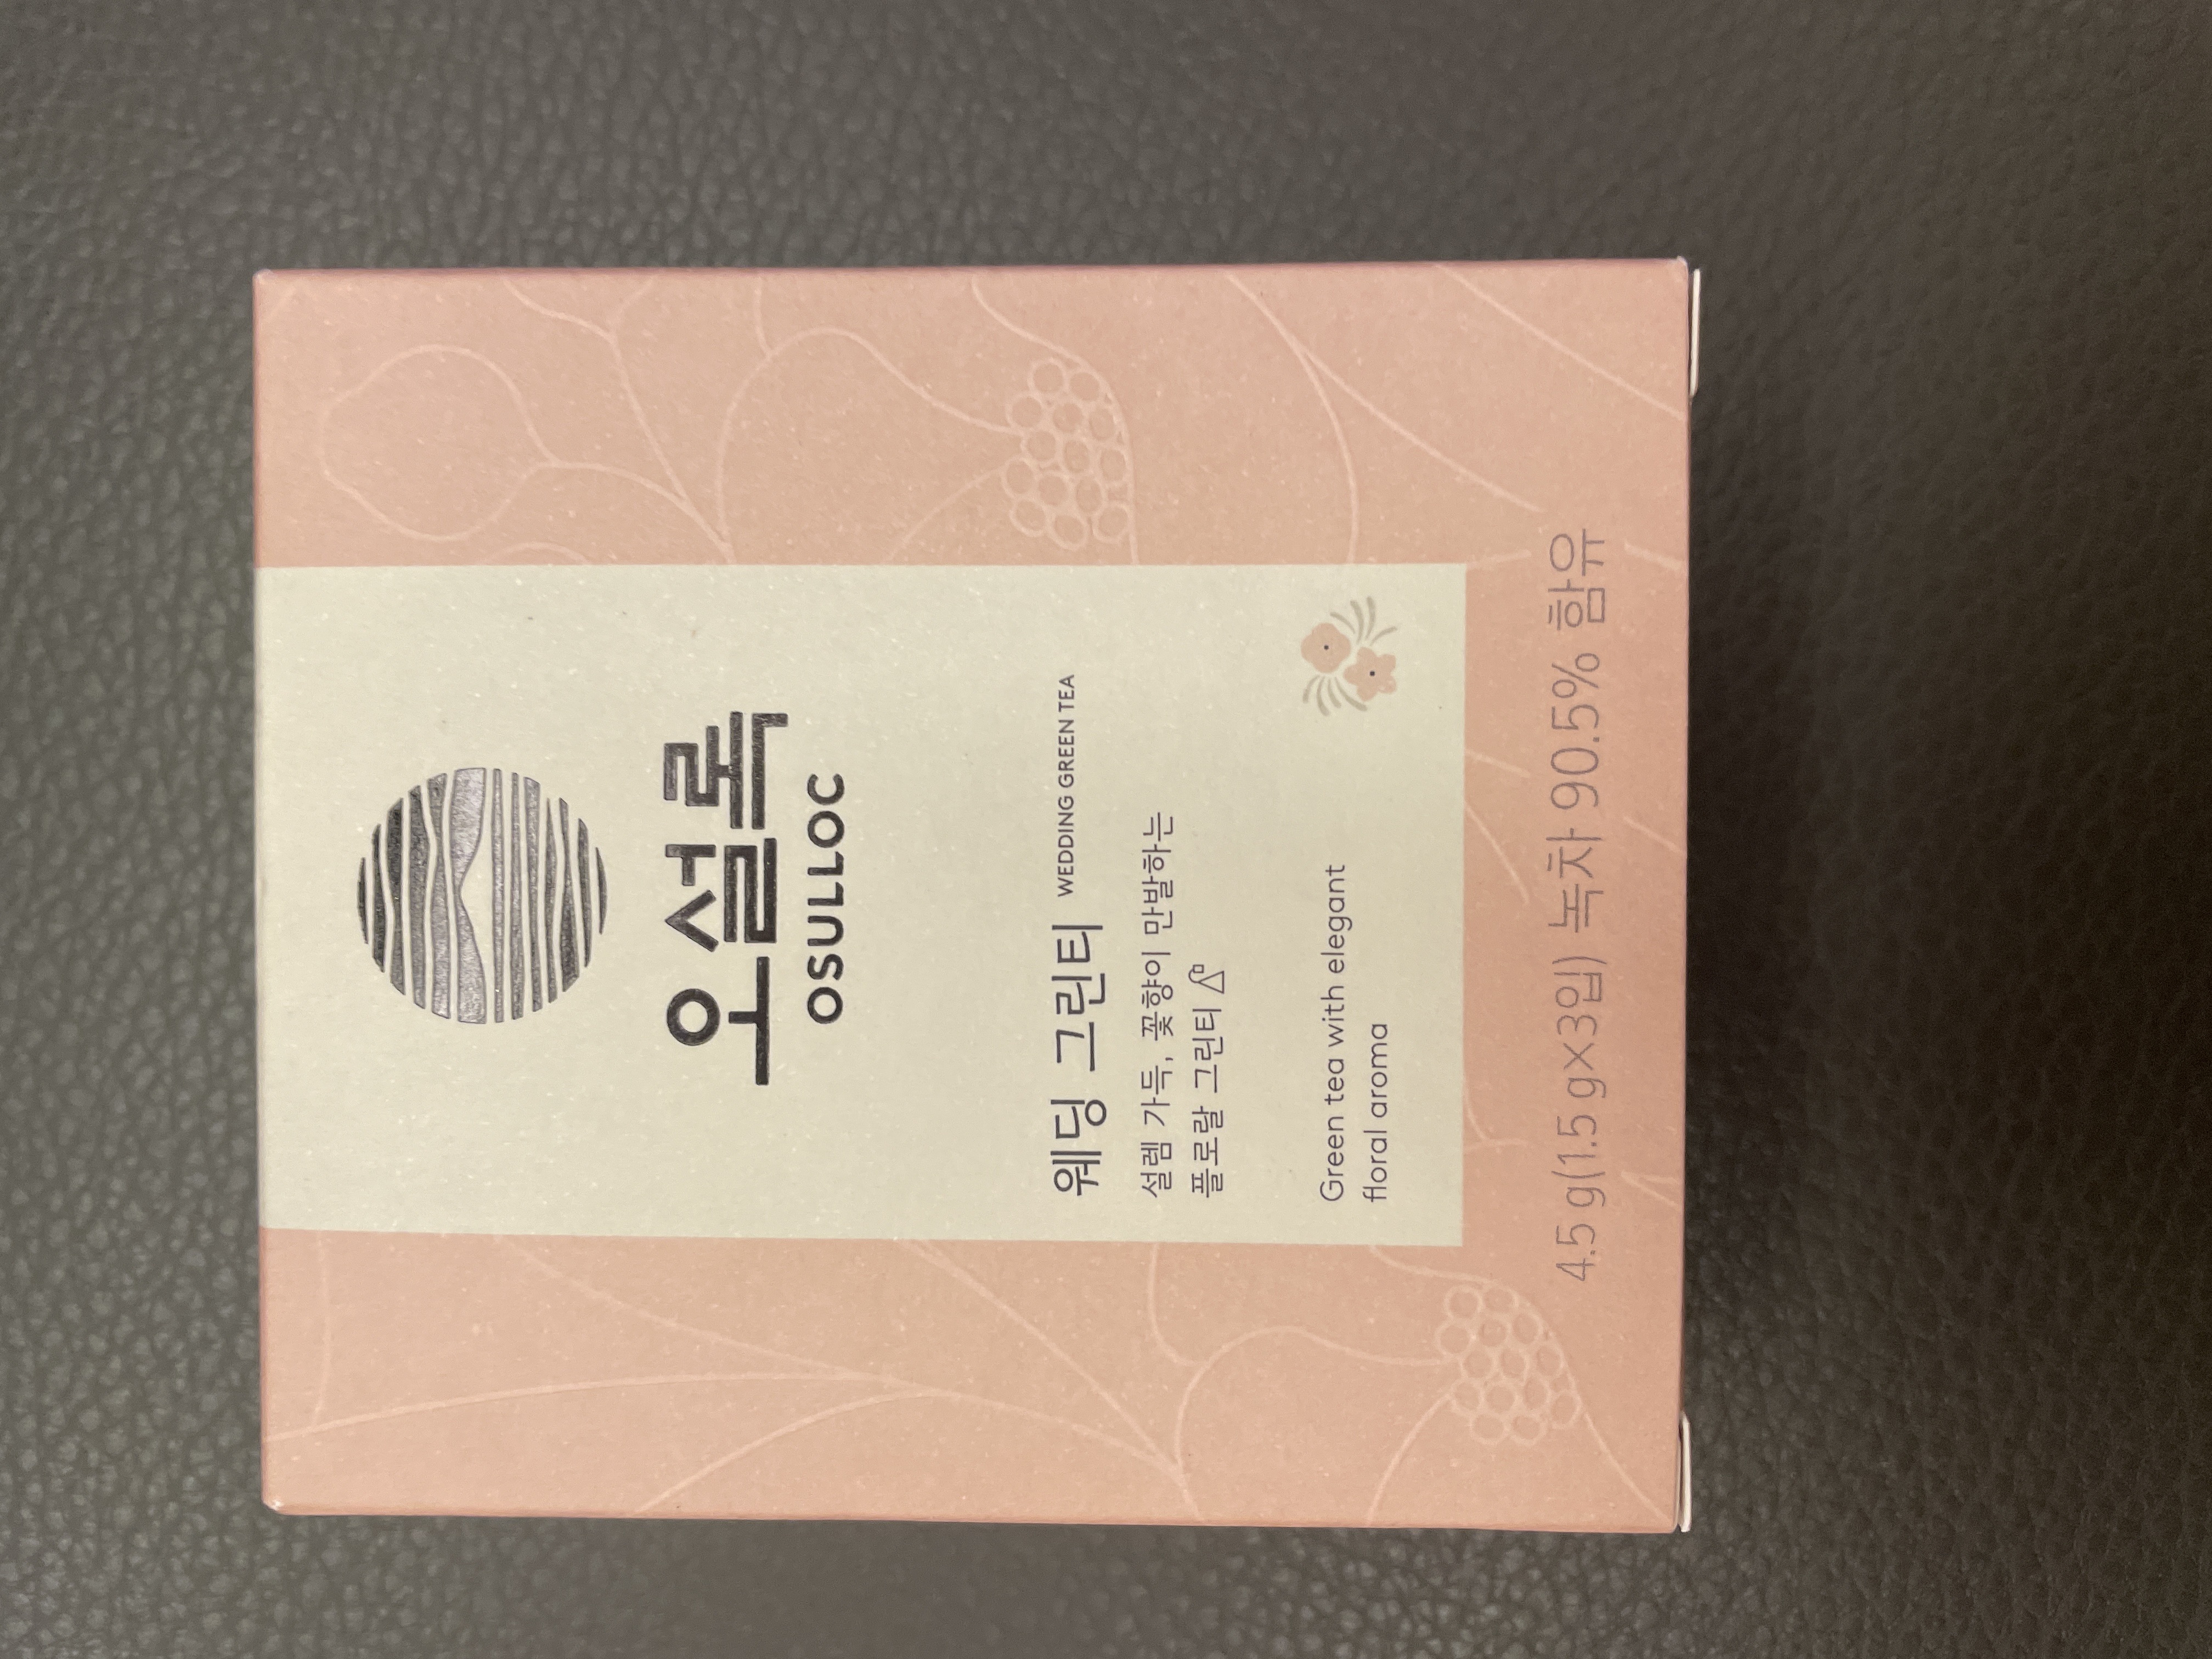 오설록
OSULLOC
웨딩 그린티 WEDDING GREEN TEA
설렘 가득, 꽃향이 만발하는
플로랄 그린티
Green tea with elegant
floral aroma
4.5 g(1.5 g×3입) 녹차 90.5% 함유